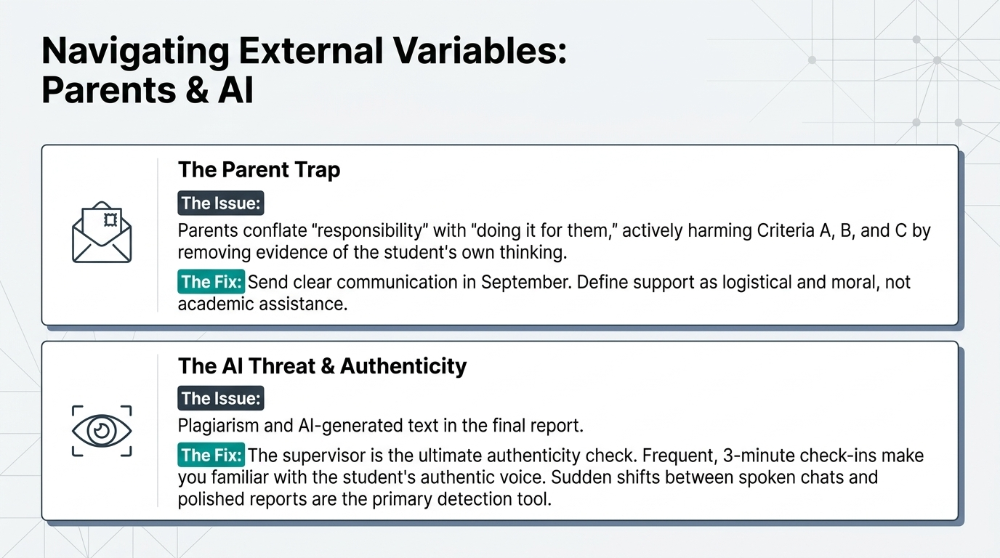 Navigating External Variables:
Parents & AI
The Parent Trap
The Issue:
Parents conflate “responsibility” with “doing it for them,” actively harming Criteria A, B, and C by
removing evidence of the student's own thinking.
The Fix: Send clear communication in September. Define support as logistical and moral, not
academic assistance.
The AI Threat & Authenticity
The Issue:
Plagiarism and AI-generated text in the final report.
The Fix: The supervisor is the ultimate authenticity check. Frequent, 3-minute check-ins make
you familiar with the student's authentic voice. Sudden shifts between spoken chats and
polished reports are the primary detection tool.